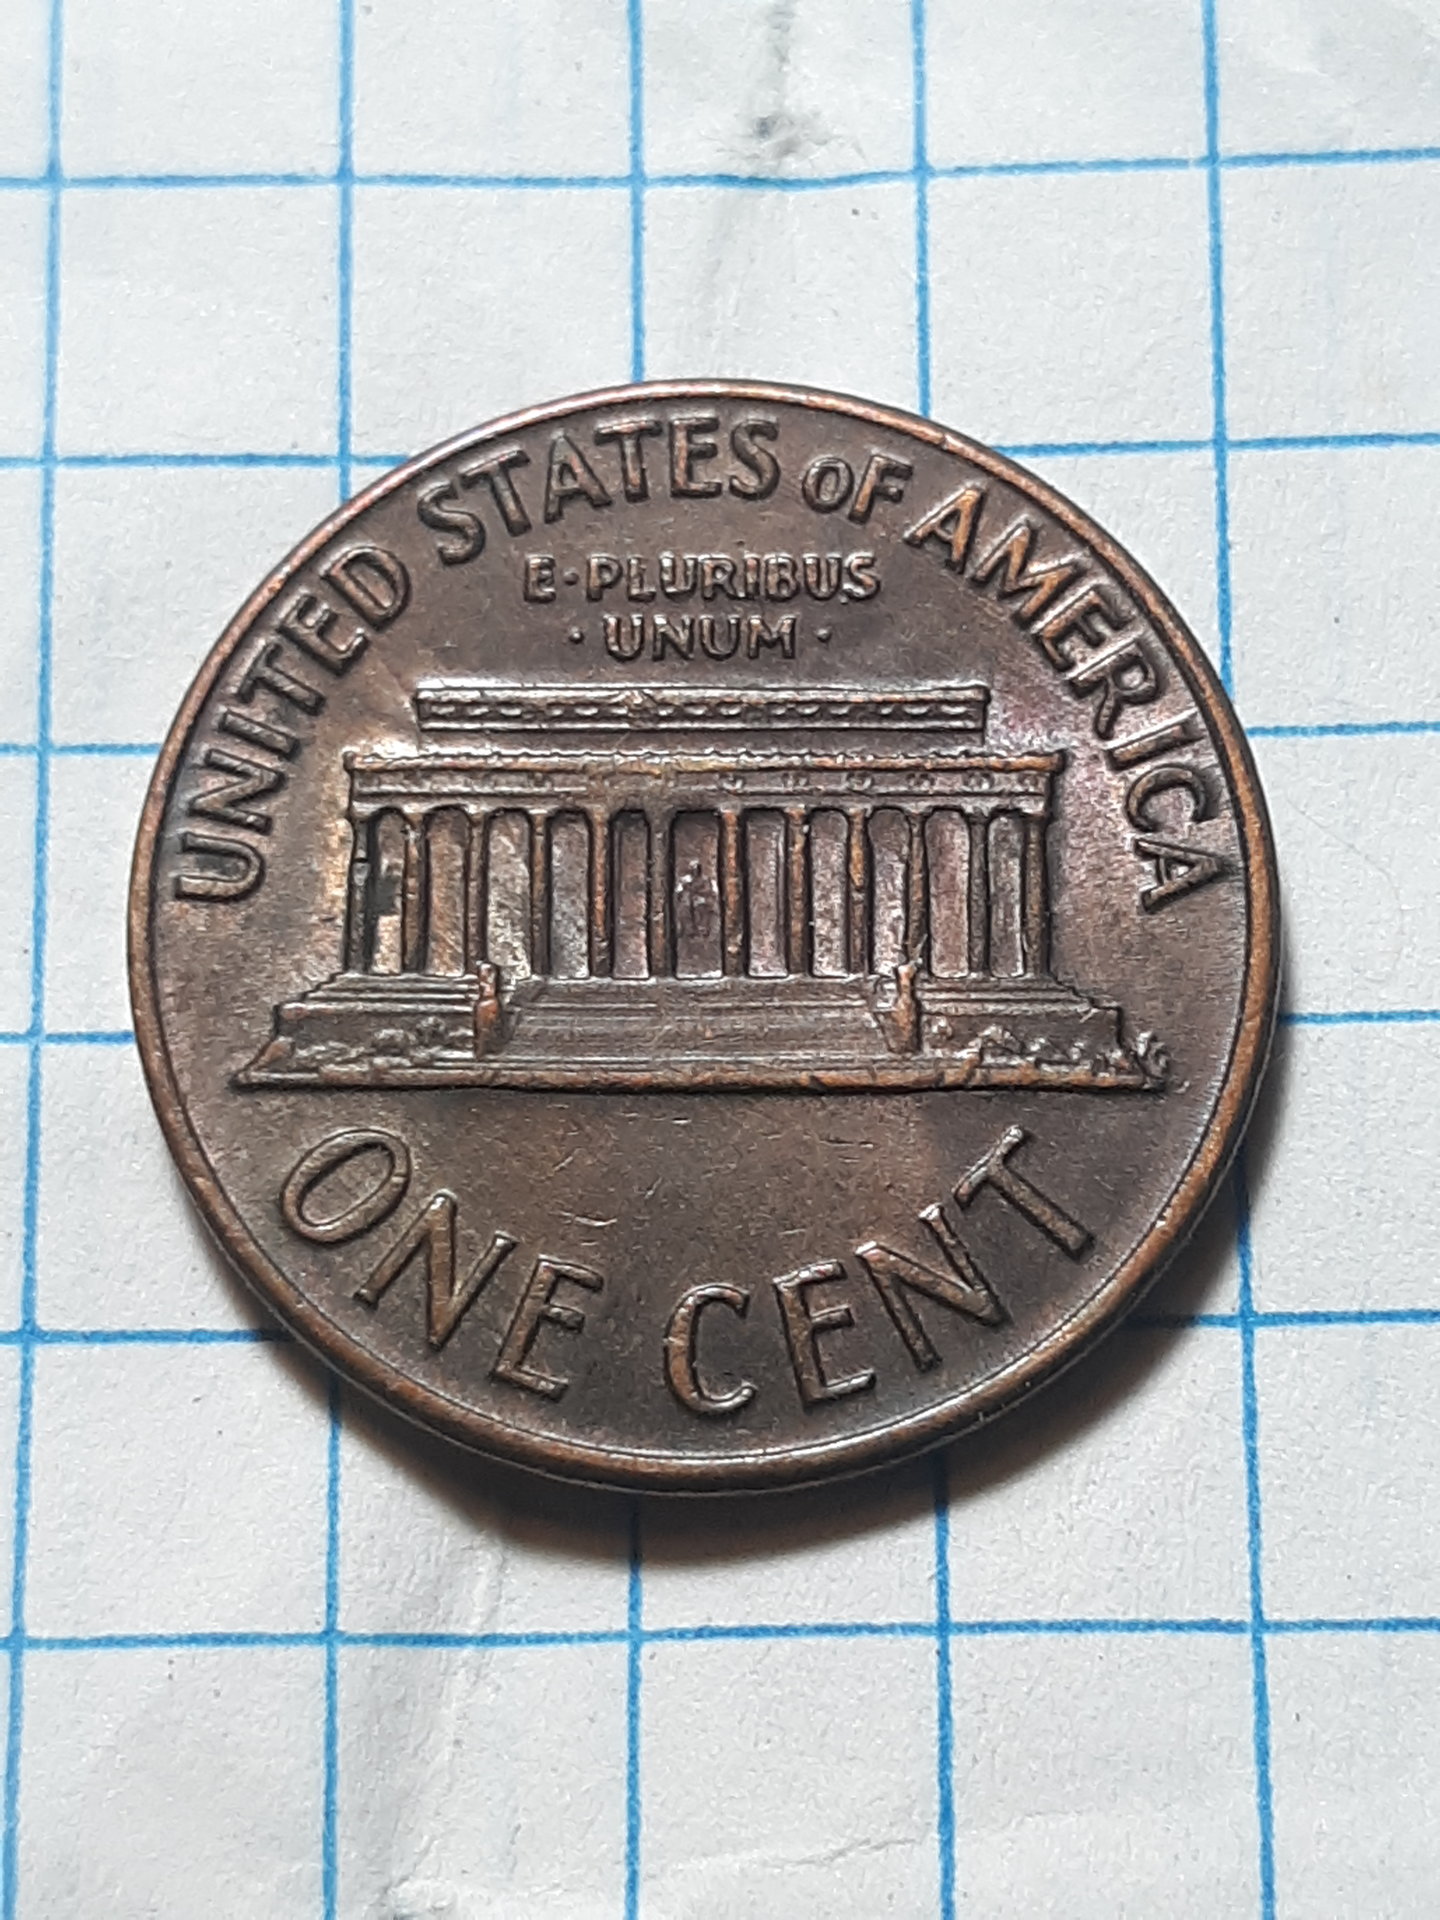 UNITED STATES OF AMERICA
E·PLURIBUS
·UNUM·
ONE CENT